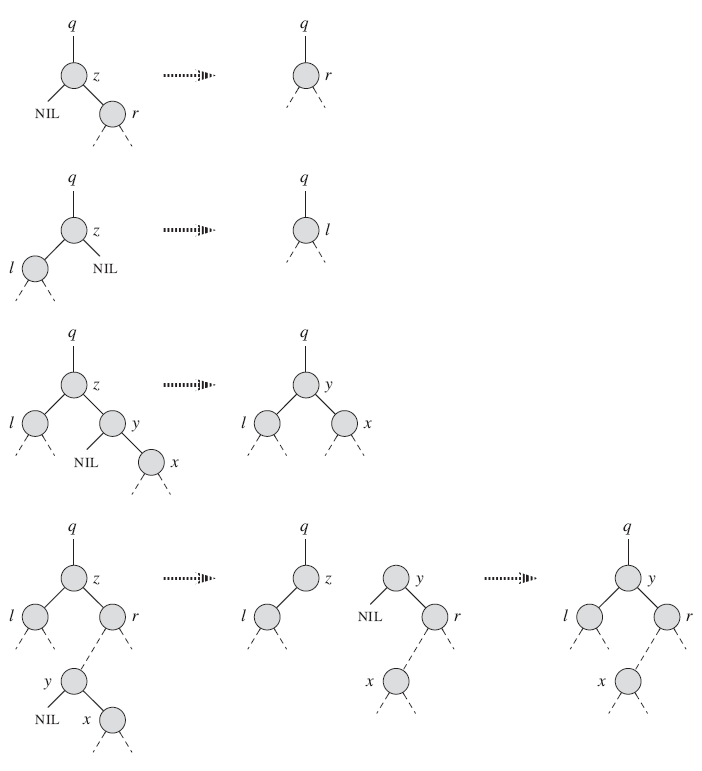 q q
z r
NIL r
q q
z l
l NIL
q q
z y
l y l x
NIL x
q q q
z z y y
l r l NIL r l r
y x x
NIL x